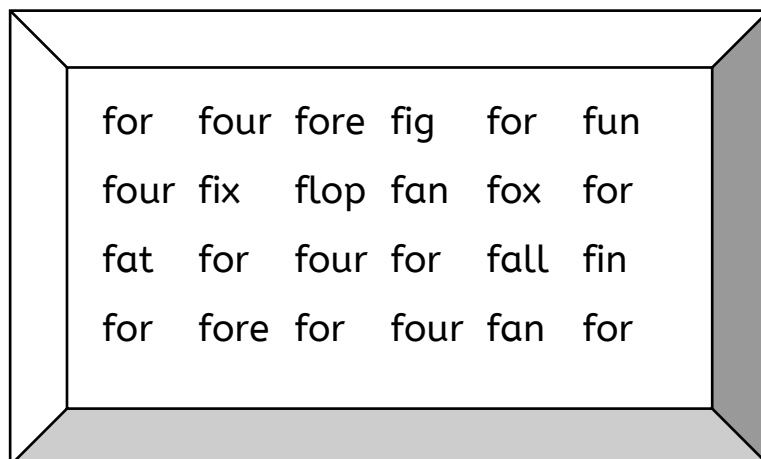 for four fore fig for fun
four fix flop fan fox for
fat for four for fall fin
for fore for four fan for